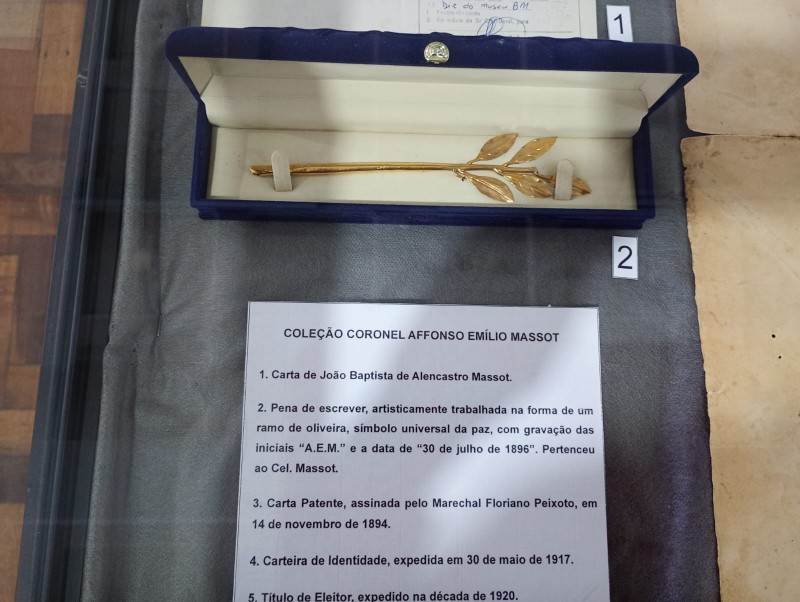 Dia do museu BM
1
2
COLEÇÃO CORONEL AFFONSO EMÍLIO MASSOT
1. Carta de João Baptista de Alencastro Massot.
2. Pena de escrever, artisticamente trabalhada na forma de um
ramo de oliveira, símbolo universal da paz, com gravação das
iniciais “A.E.M.” e a data de “30 de julho de 1896”. Pertenceu
ao Cel. Massot.
3. Carta Patente, assinada pelo Marechal Floriano Peixoto, em
14 de novembro de 1894.
4. Carteira de Identidade, expedida em 30 de maio de 1917.
5. Título de Eleitor, expedido na década de 1920.